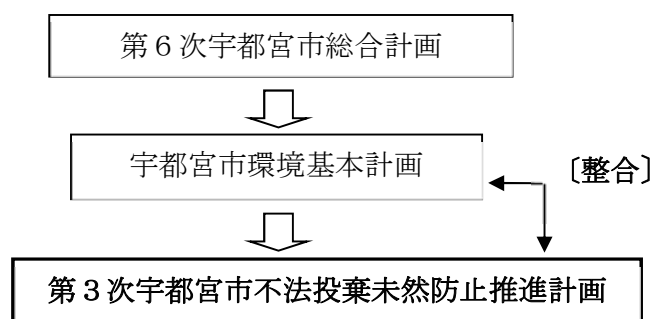 第6次宇都宮市総合計画
宇都宮市環境基本計画
〔整合〕
第3次宇都宮市不法投棄未然防止推進計画